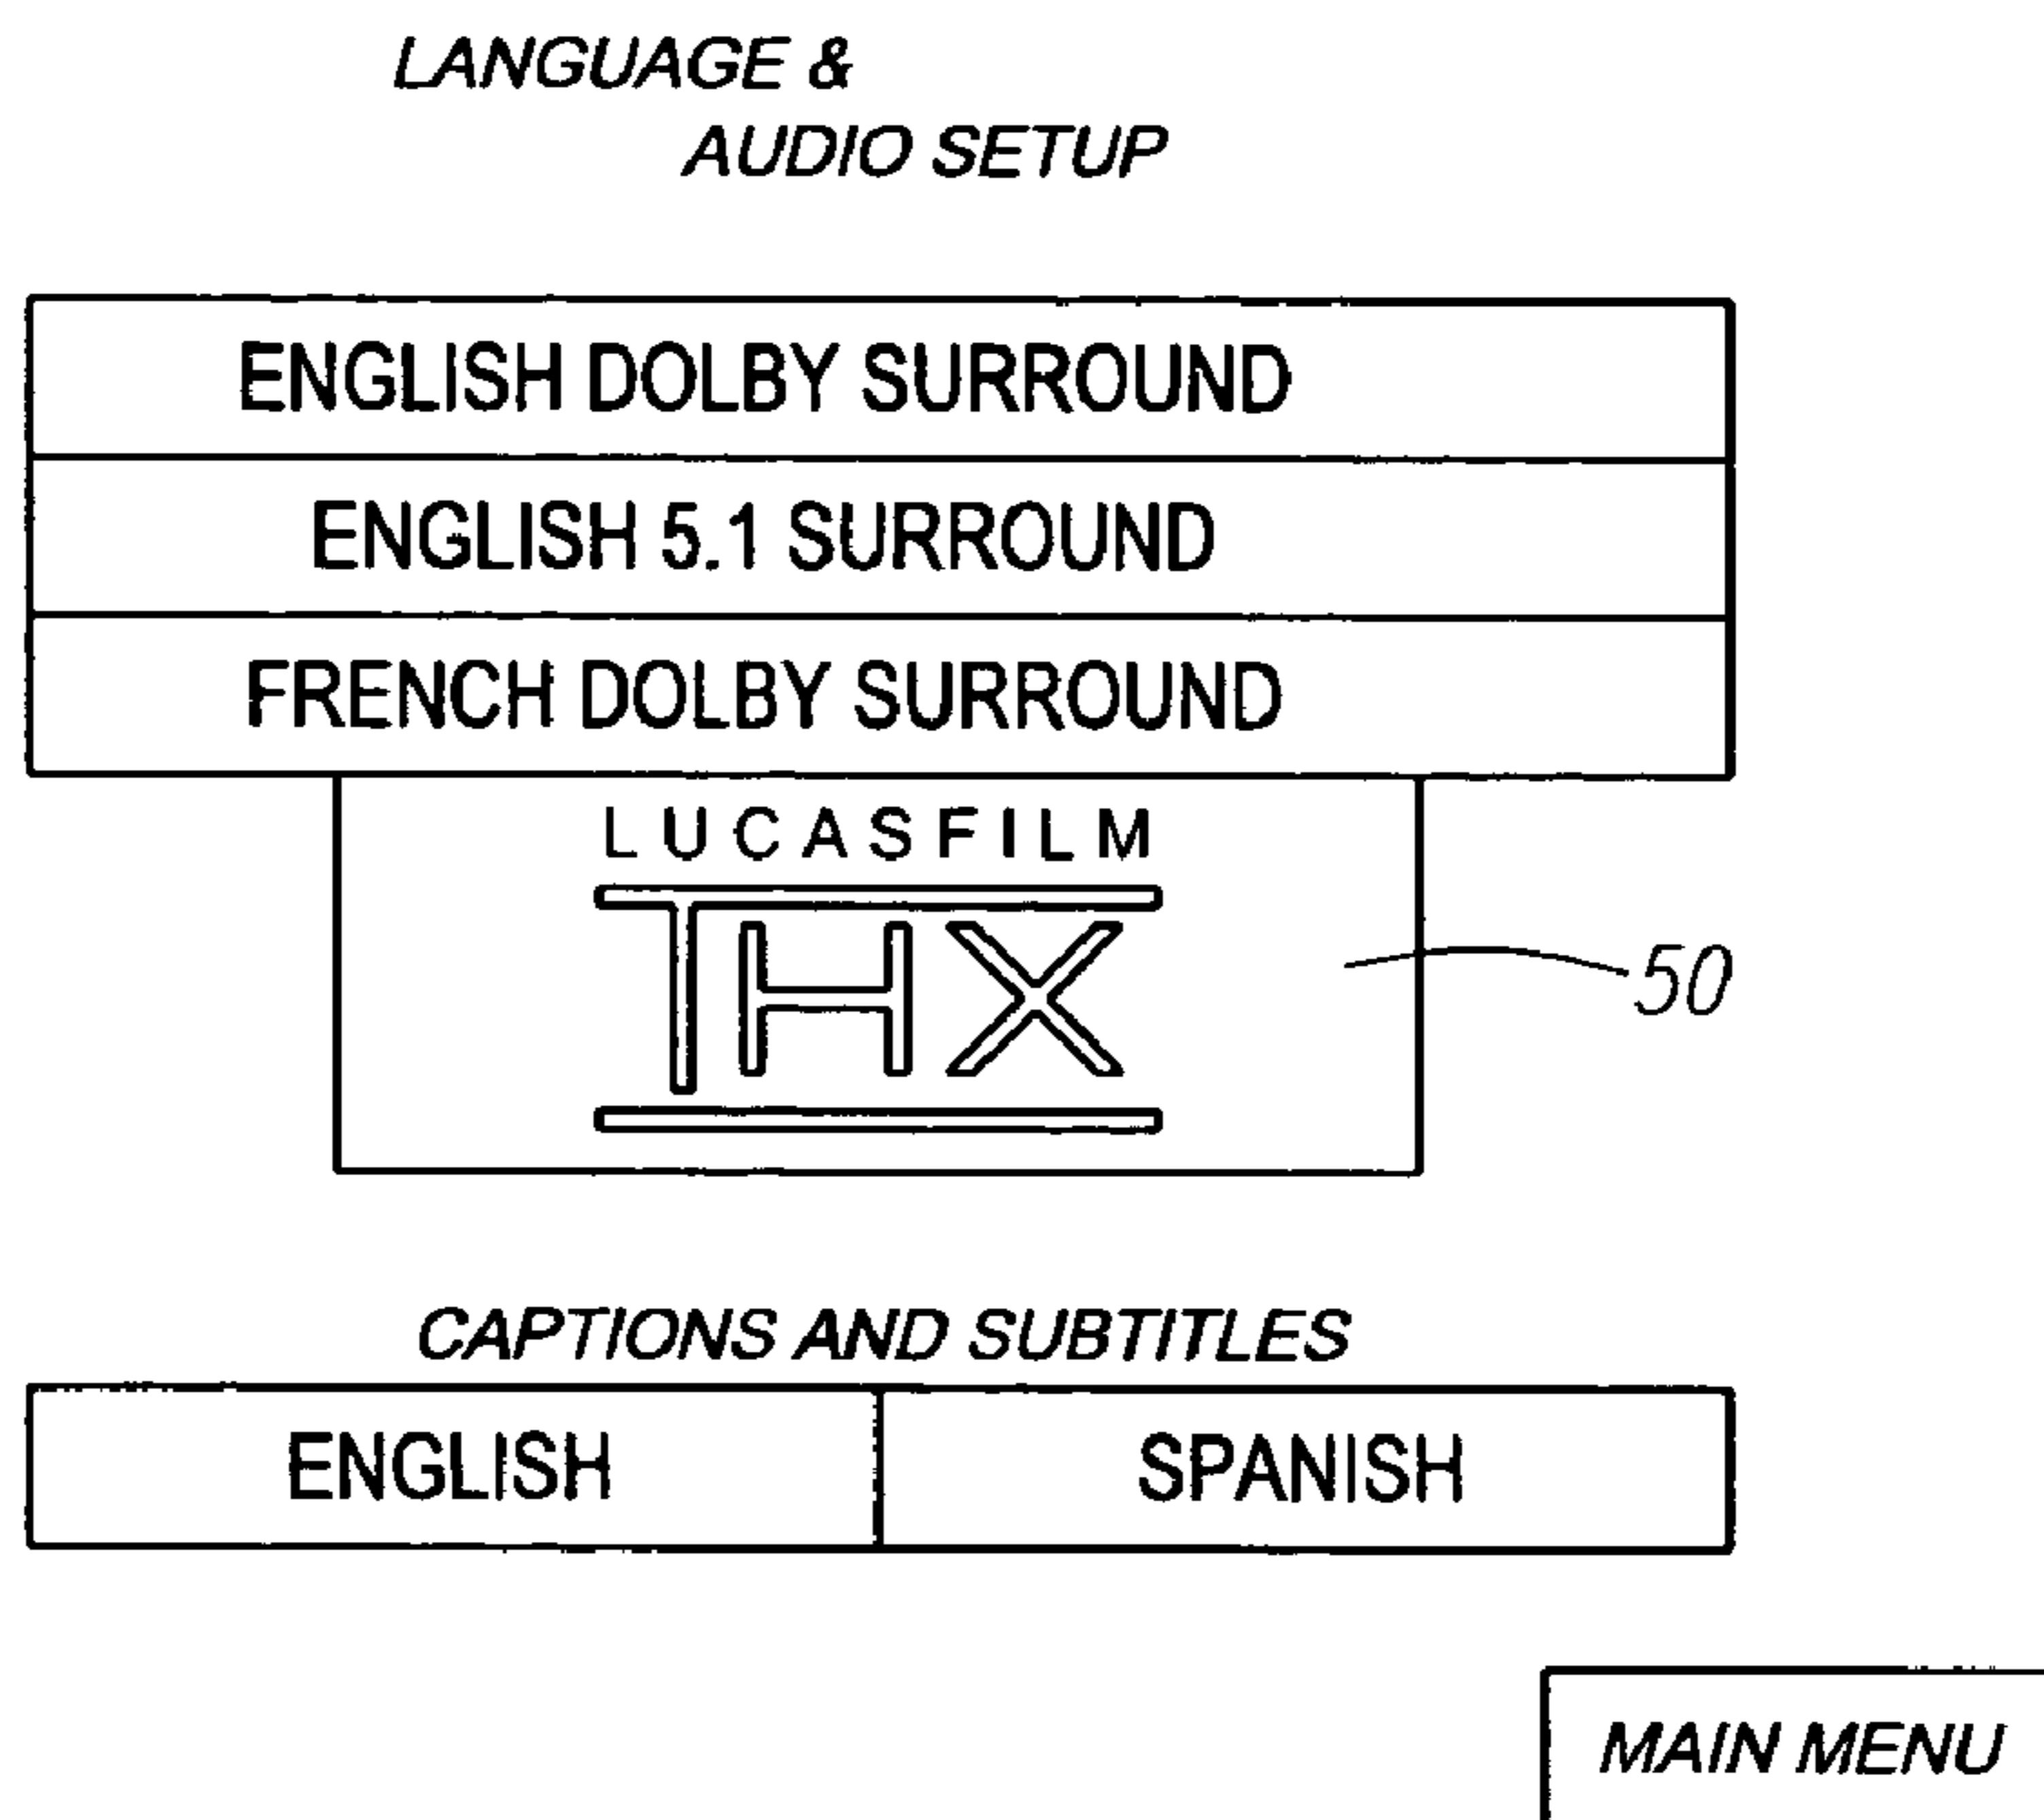 LANGUAGE &
AUDIO SETUP
ENGLISH DOLBY SURROUND
ENGLISH 5.1 SURROUND
FRENCH DOLBY SURROUND
LUCASFILM
THX
50
CAPTIONS AND SUBTITLES
ENGLISH SPANISH
MAIN MENU